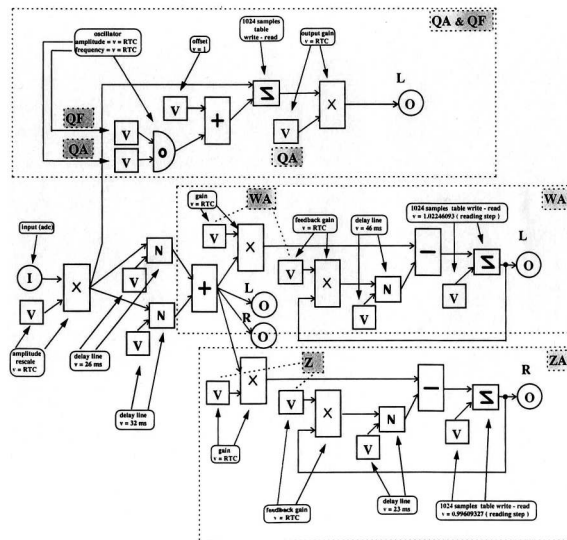 QA & QF
oscillator
amplitude = v = RTC
frequency = v = RTC
offset
v = 1
1024 samples
table
write - read
output gain
v = RTC
L
QF
V
V
+
Σ
X
O
QA
V
O
V
QA
WA
WA
gain
v = RTC
V
X
feedback gain
v = RTC
delay line
v = 46 ms
1024 samples table write - read
v = 1.02246093 ( reading step )
L
input (adc)
I
X
N
V
N
V
+
V
X
N
V
—
V
Σ
O
V
L
O
R
O
amplitude
rescale
v = RTC
delay line
v = 26 ms
delay line
v = 32 ms
ZA
Z
R
X
V
V
X
N
—
Σ
O
V
V
gain
v = RTC
feedback gain
v = RTC
delay line
v = 23 ms
1024 samples table write - read
v = 0.99609327 ( reading step )